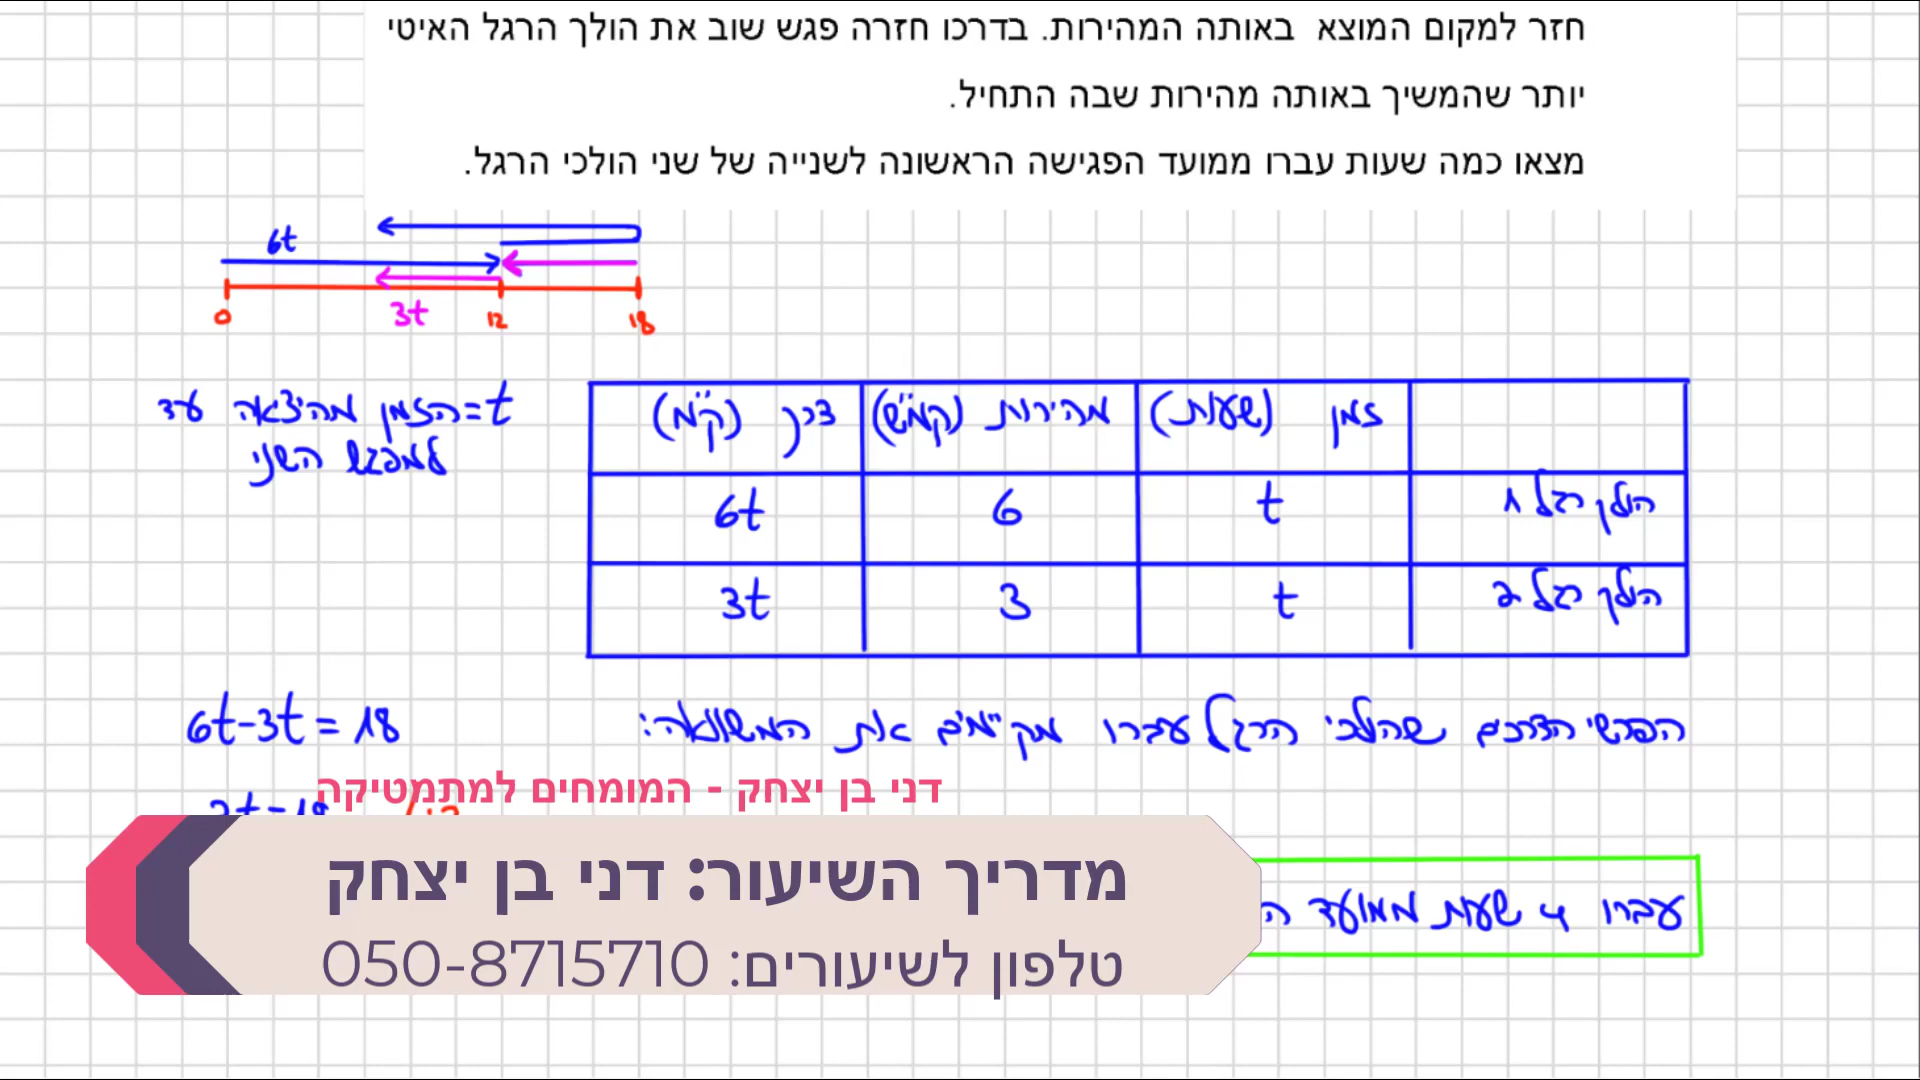 חזר למקום המוצא באותה המהירות. בדרכו חזרה פגש שוב את הולך הרגל האיטי
יותר שהמשיך באותה מהירות שבה התחיל.
מצאו כמה שעות עברו ממועד הפגישה הראשונה לשנייה של שני הולכי הרגל.
6t
3t
0 12 18
t=הזמן מהיציאה עד
למפגש השני
זמן (שעות) מהירות (קמ"ש) דרך (ק"מ)
הולך רגל 1 t 6 6t
הולך רגל 2 t 3 3t
הפרשי הדרכים שהולכי הרגל עברו מקיימים את המשוואה:
6t-3t=18
דני בן יצחק - המומחים למתמטיקה
מדריך השיעור: דני בן יצחק
טלפון לשיעורים: 050-8715710
עברו 4 שעות ממועד ה